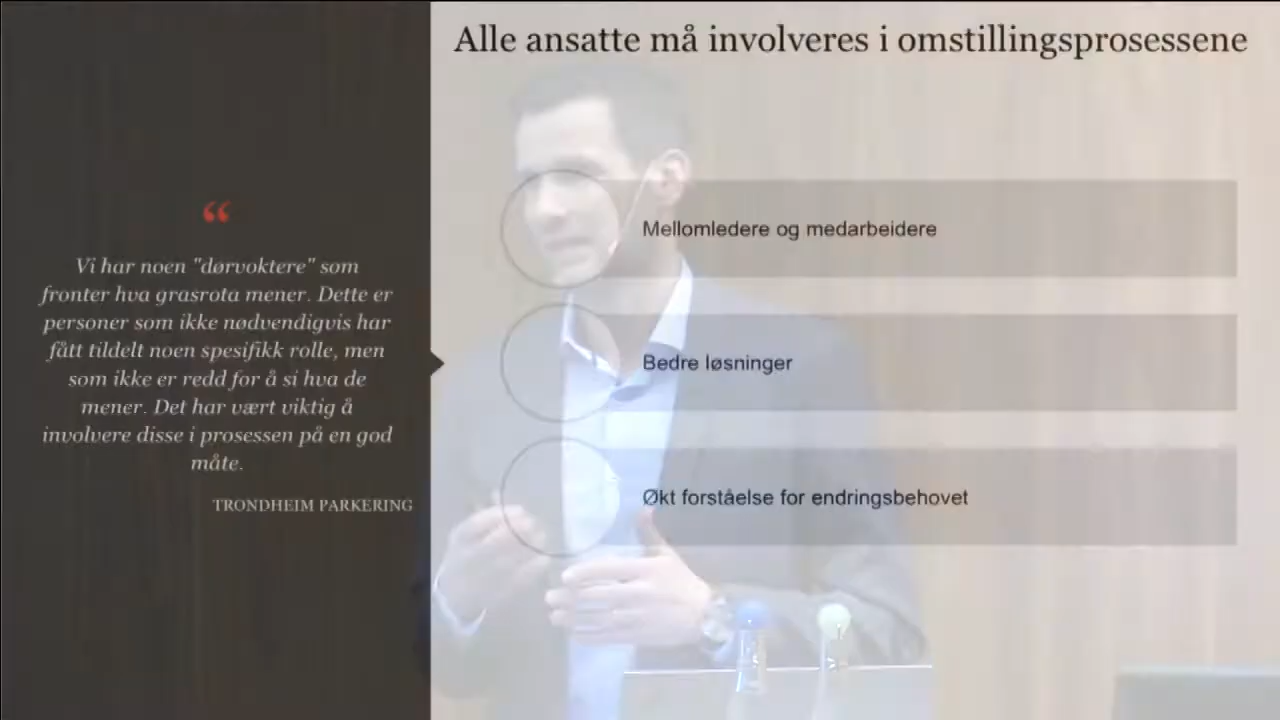 Alle ansatte må involveres i omstillingsprosessene
“
Vi har noen "dørvoktere" som
fronter hva grasrota mener. Dette er
personer som ikke nødvendigvis har
fått tildelt noen spesifikk rolle, men
som ikke er redd for å si hva de
mener. Det har vært viktig å
involvere disse i prosessen på en god
måte.
TRONDHEIM PARKERING
Mellomledere og medarbeidere
Bedre løsninger
Økt forståelse for endringsbehovet